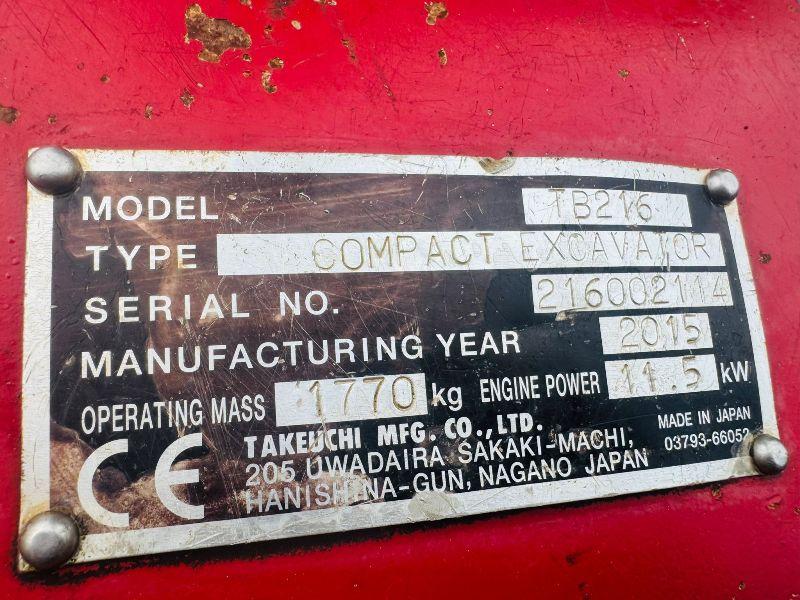 MODEL TB216
TYPE COMPACT EXCAVATOR
SERIAL NO. 216002114
MANUFACTURING YEAR 2015
OPERATING MASS 1770 kg ENGINE POWER 11.5 kW
CE TAKEUCHI MFG. CO.,LTD.
205 UWADAIRA SAKAKI-MACHI,
HANISHINA-GUN, NAGANO JAPAN
MADE IN JAPAN
03793-66052